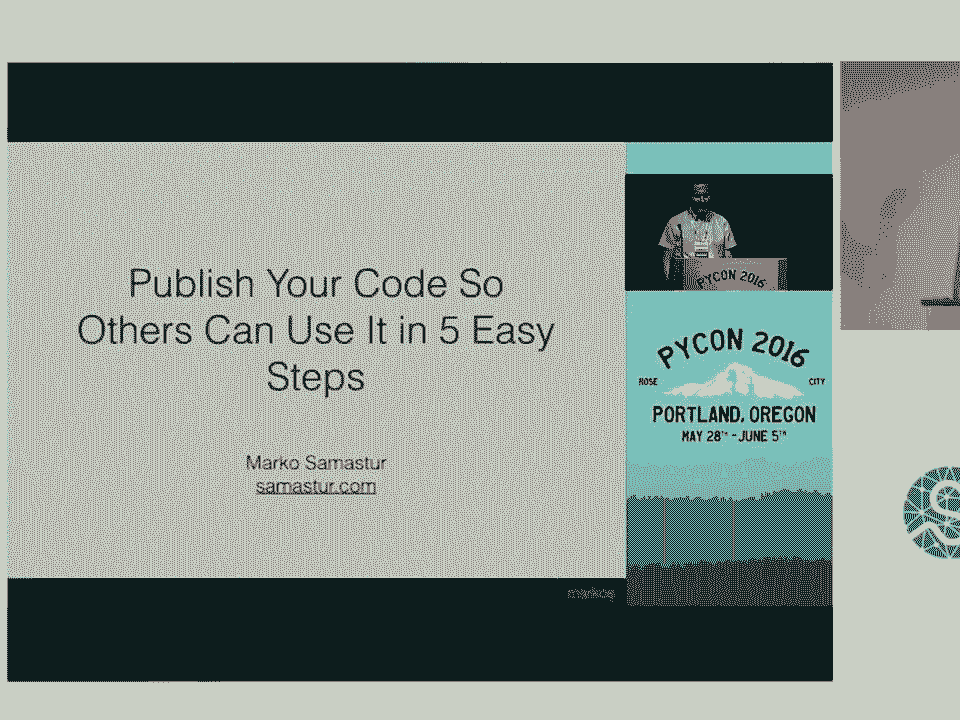 Publish Your Code So
Others Can Use It in 5 Easy
Steps
Marko Samastur
samastur.com
PYCON 2016
PYCON 2016
ROSE CITY
PORTLAND, OREGON
MAY 28TH - JUNE 5TH